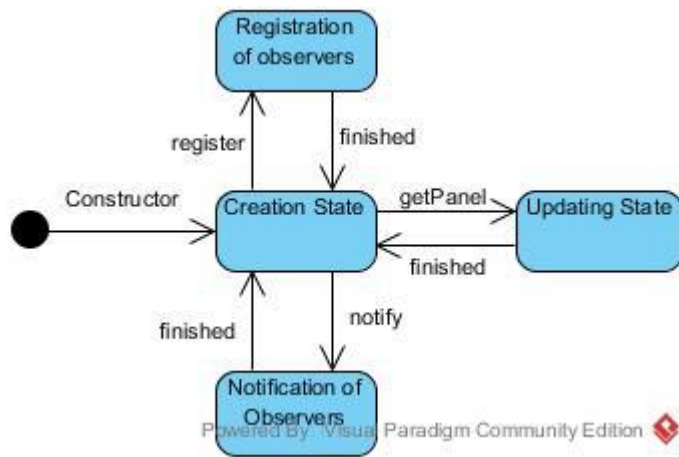 Registration
of observers
register
finished
Constructor
Creation State
getPanel
Updating State
finished
finished
notify
Notification of
Observers
Powered By Visual Paradigm Community Edition